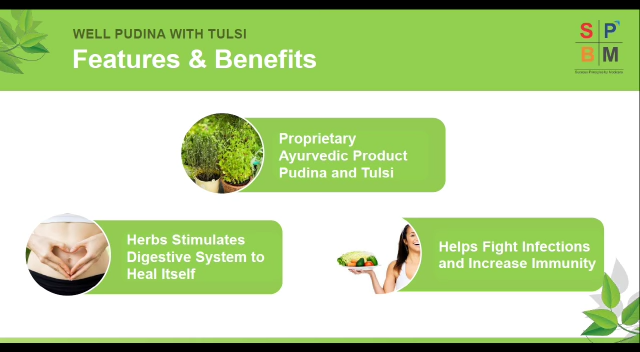 WELL PUDINA WITH TULSI
Features & Benefits
S P
B M
Proprietary
Ayurvedic Product
Pudina and Tulsi
Herbs Stimulates
Digestive System to
Heal Itself
Helps Fight Infections
and Increase Immunity